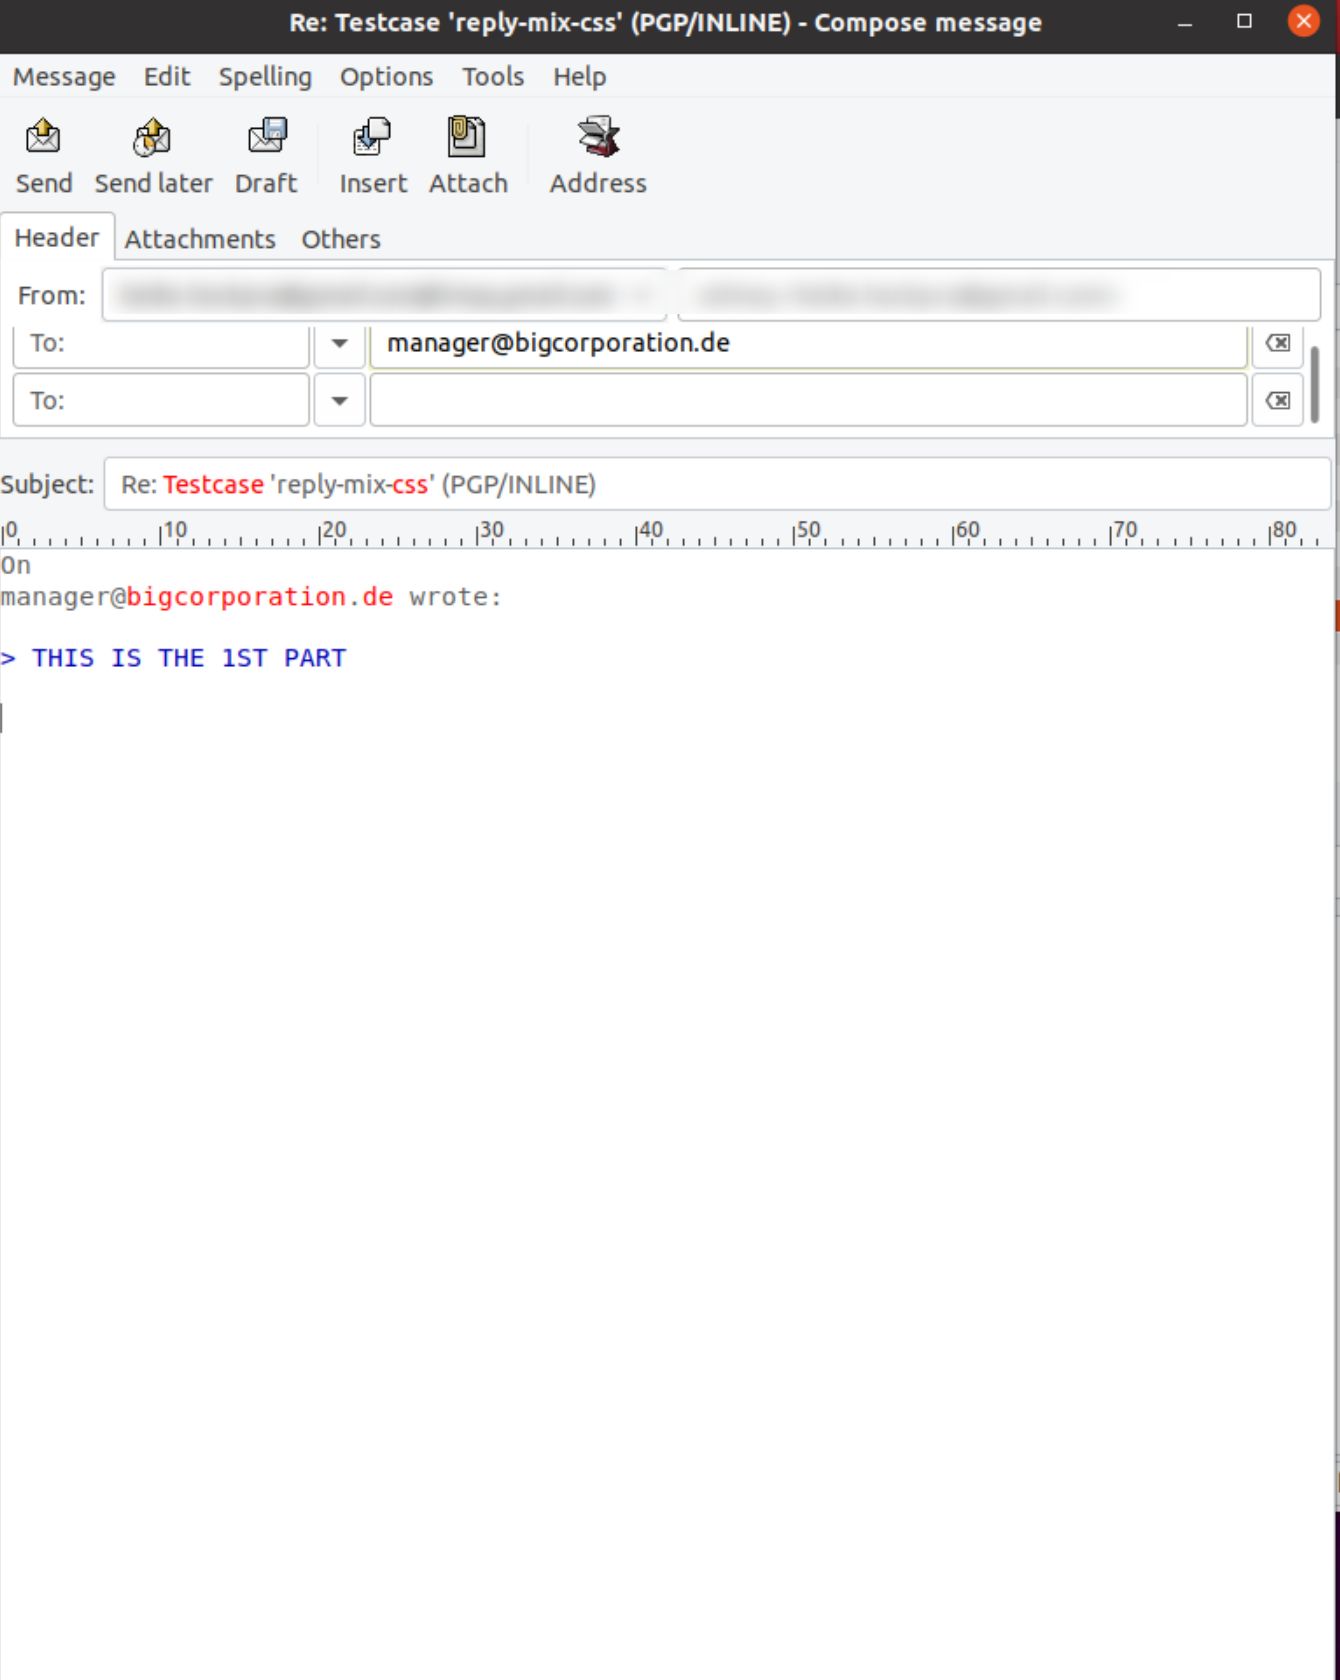 Re: Testcase 'reply-mix-css' (PGP/INLINE) - Compose message
Message Edit Spelling Options Tools Help
Send Send later Draft Insert Attach Address
Header Attachments Others
From:
To: manager@bigcorporation.de
To:
Subject: Re: Testcase 'reply-mix-css' (PGP/INLINE)
0 10 20 30 40 50 60 70 80
On
manager@bigcorporation.de wrote:
> THIS IS THE 1ST PART